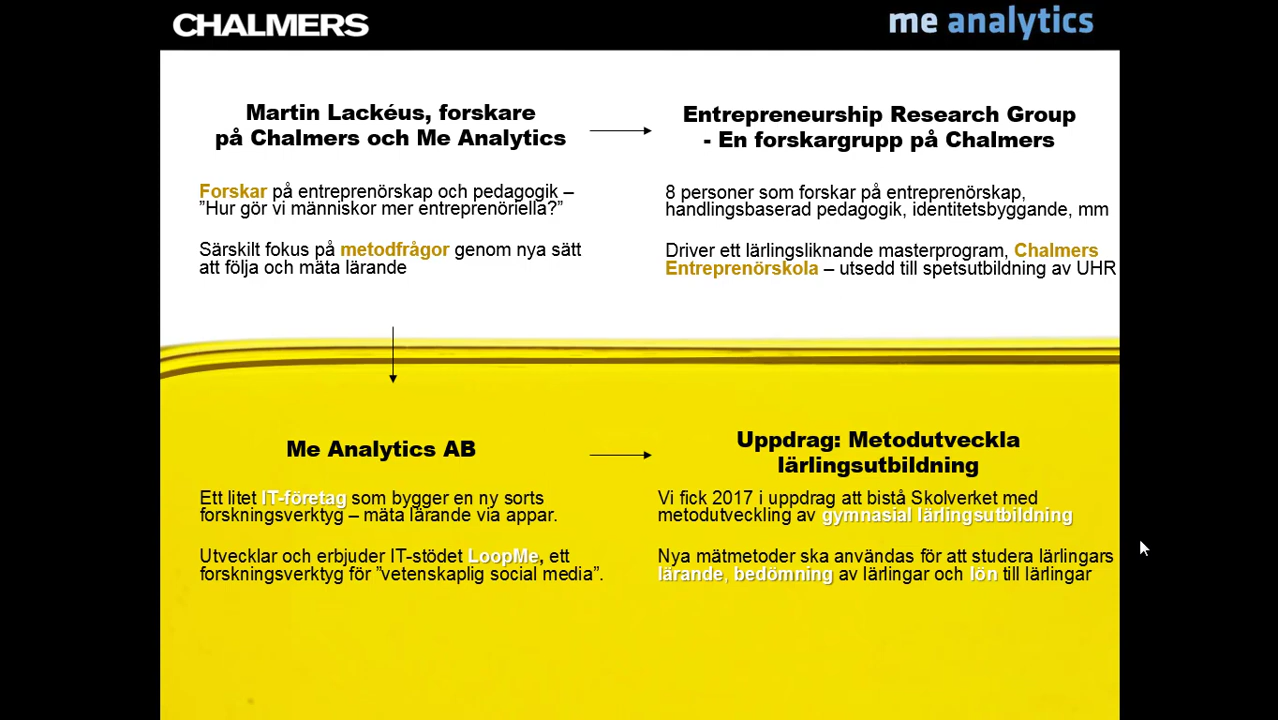 CHALMERS
me analytics
Martin Lackéus, forskare
på Chalmers och Me Analytics
Forskar på entreprenörskap och pedagogik –
”Hur gör vi människor mer entreprenöriella?”
Särskilt fokus på metodfrågor genom nya sätt
att följa och mäta lärande
Entrepreneurship Research Group
- En forskargrupp på Chalmers
8 personer som forskar på entreprenörskap,
handlingsbaserad pedagogik, identitetsbyggande, mm
Driver ett lärlingsliknande masterprogram, Chalmers
Entreprenörskola – utsedd till spetsutbildning av UHR
Me Analytics AB
Ett litet IT-företag som bygger en ny sorts
forskningsverktyg – mäta lärande via appar.
Utvecklar och erbjuder IT-stödet LoopMe, ett
forskningsverktyg för ”vetenskaplig social media”.
Uppdrag: Metodutveckla
lärlingsutbildning
Vi fick 2017 i uppdrag att bistå Skolverket med
metodutveckling av gymnasial lärlingsutbildning
Nya mätmetoder ska användas för att studera lärlingars
lärande, bedömning av lärlingar och lön till lärlingar